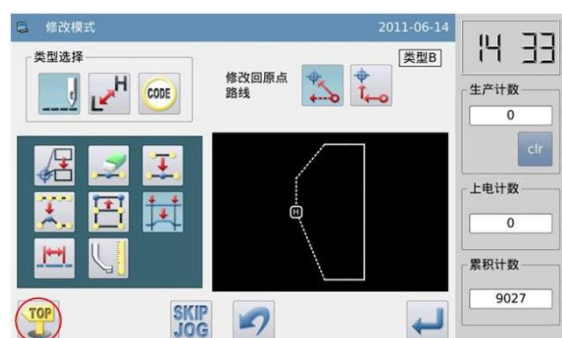 修改模式 2011-06-14
14 33
类型选择
类型B
修改回原点
路线
L H
CODE
H
TOP
SKIP
JOG
生产计数
0
clr
上电计数
0
累积计数
9027